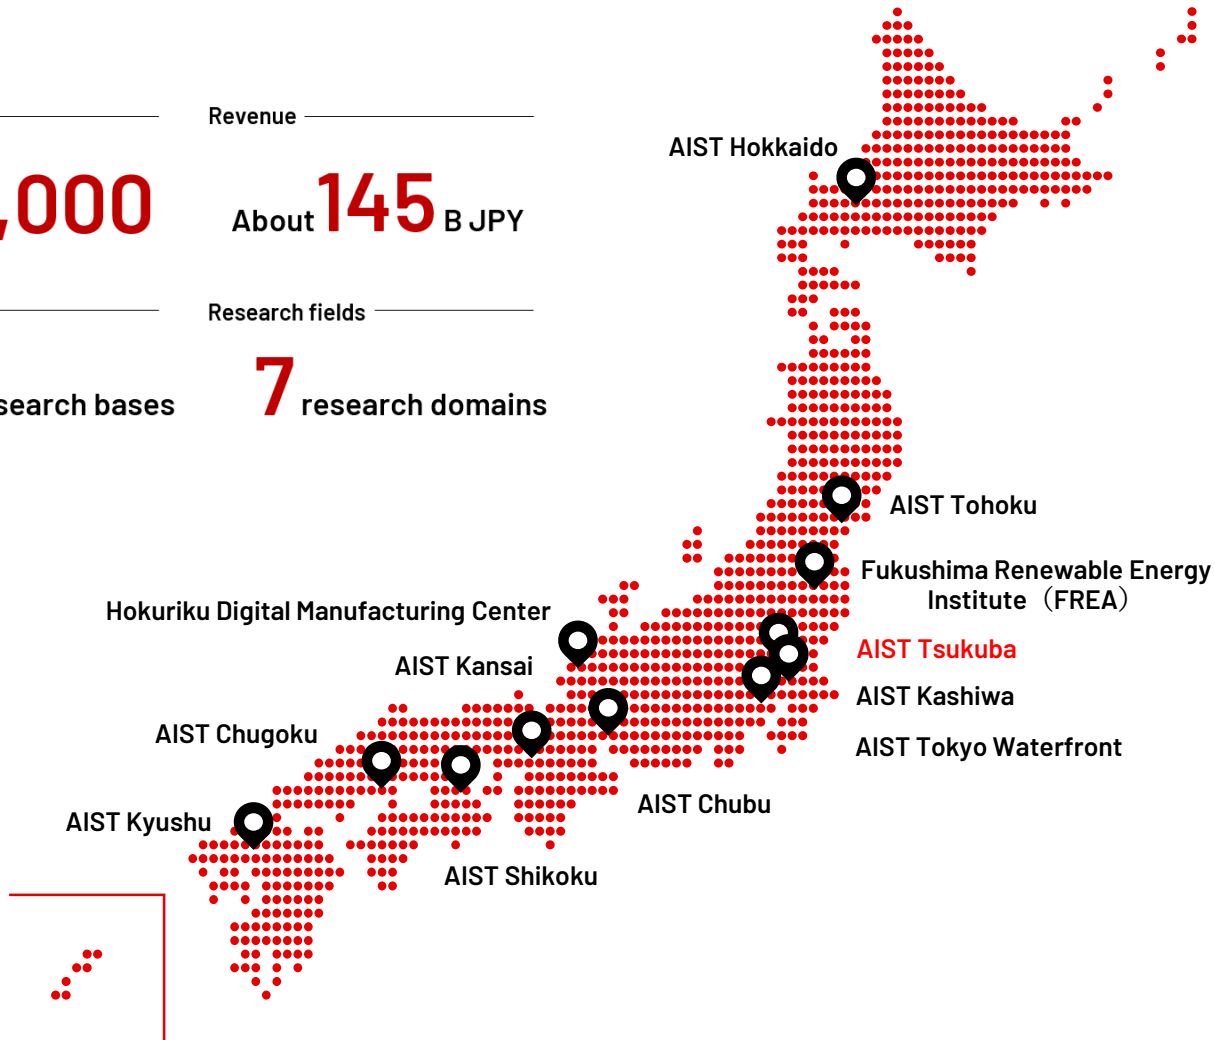 Revenue
,000
About 145 B JPY
Research fields
search bases
7 research domains
AIST Hokkaido
AIST Tohoku
Fukushima Renewable Energy
Institute（FREA）
Hokuriku Digital Manufacturing Center
AIST Tsukuba
AIST Kansai
AIST Kashiwa
AIST Chugoku
AIST Tokyo Waterfront
AIST Chubu
AIST Kyushu
AIST Shikoku